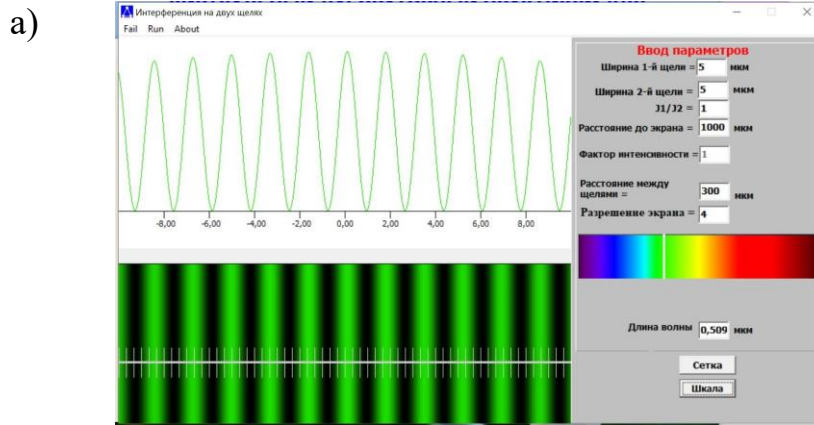 а)
Интерференция на двух щелях
Fail Run About
Ввод параметров
Ширина 1-й щели = 5 мкм
Ширина 2-й щели = 5 мкм
J1/J2 = 1
Расстояние до экрана = 1000 мкм
Фактор интенсивности = 1
Расстояние между
щелями = 300 мкм
Разрешение экрана = 4
-8,00 -6,00 -4,00 -2,00 0,00 2,00 4,00 6,00 8,00
Длина волны 0,509 мкм
Сетка
Шкала